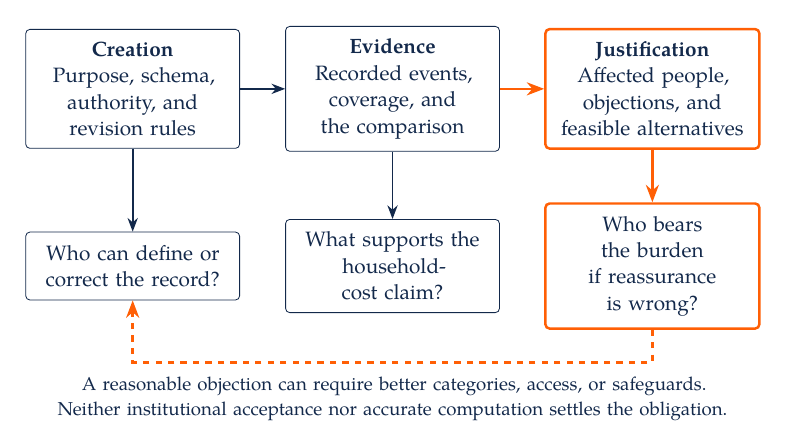 Creation
Purpose, schema,
authority, and
revision rules
Evidence
Recorded events,
coverage, and
the comparison
Justification
Affected people,
objections, and
feasible alternatives
Who can define or
correct the record?
What supports the
household-
cost claim?
Who bears
the burden
if reassurance
is wrong?
A reasonable objection can require better categories, access, or safeguards.
Neither institutional acceptance nor accurate computation settles the obligation.